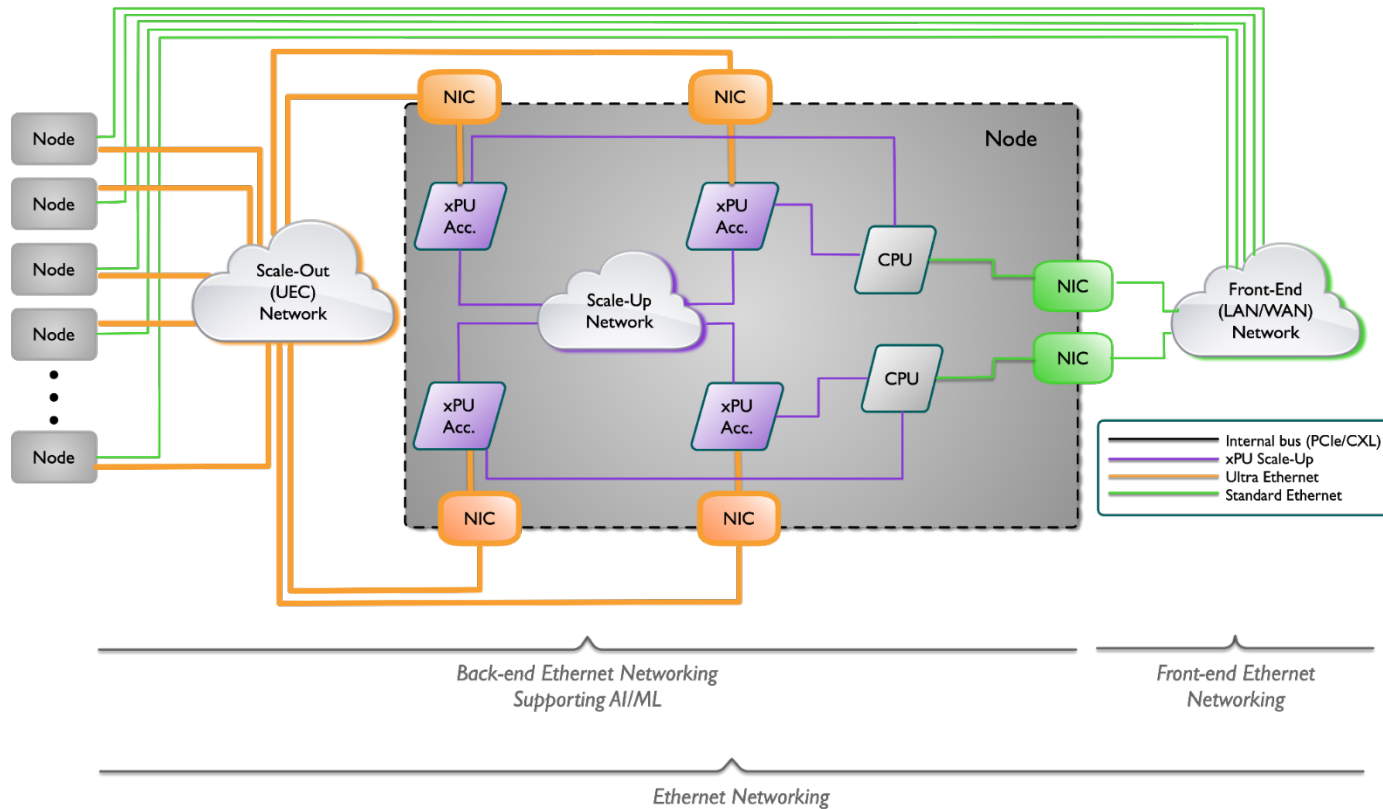 NIC
NIC
Node
Node
xPU
Acc.
xPU
Acc.
Node
CPU
Node
Scale-Out
(UEC)
Network
Scale-Up
Network
NIC
Front-End
(LAN/WAN)
Network
Node
NIC
CPU
xPU
Acc.
xPU
Acc.
Node
Internal bus (PCIe/CXL)
xPU Scale-Up
Ultra Ethernet
Standard Ethernet
NIC
NIC
Back-end Ethernet Networking
Supporting AI/ML
Front-end Ethernet
Networking
Ethernet Networking